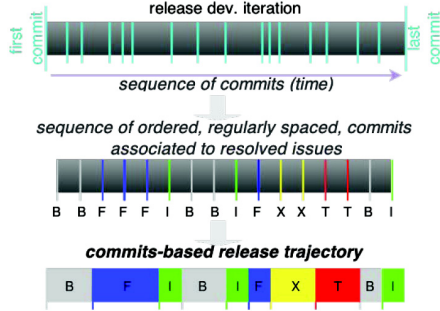 release dev. iteration
first commit
last commit
sequence of commits (time)
sequence of ordered, regularly spaced, commits
associated to resolved issues
B B F F F I B B I F X X T T B I
commits-based release trajectory
B F I B I F X T B I